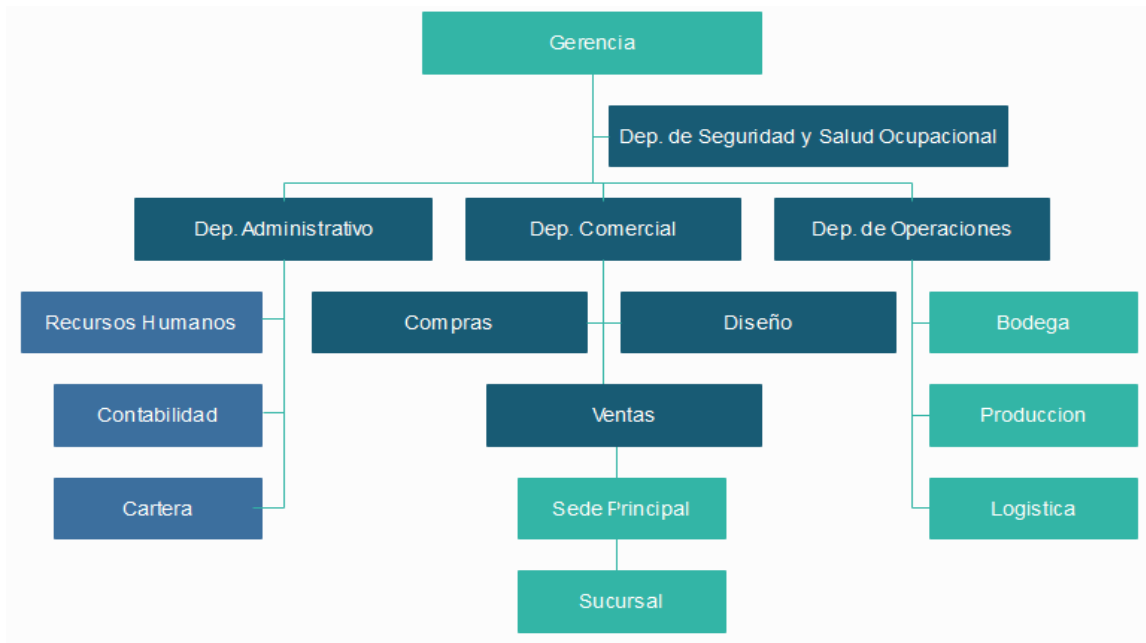 Gerencia
Dep. de Seguridad y Salud Ocupacional
Dep. Administrativo
Dep. Comercial
Dep. de Operaciones
Recursos Humanos
Compras
Diseño
Bodega
Contabilidad
Ventas
Produccion
Cartera
Sede Principal
Logistica
Sucursal